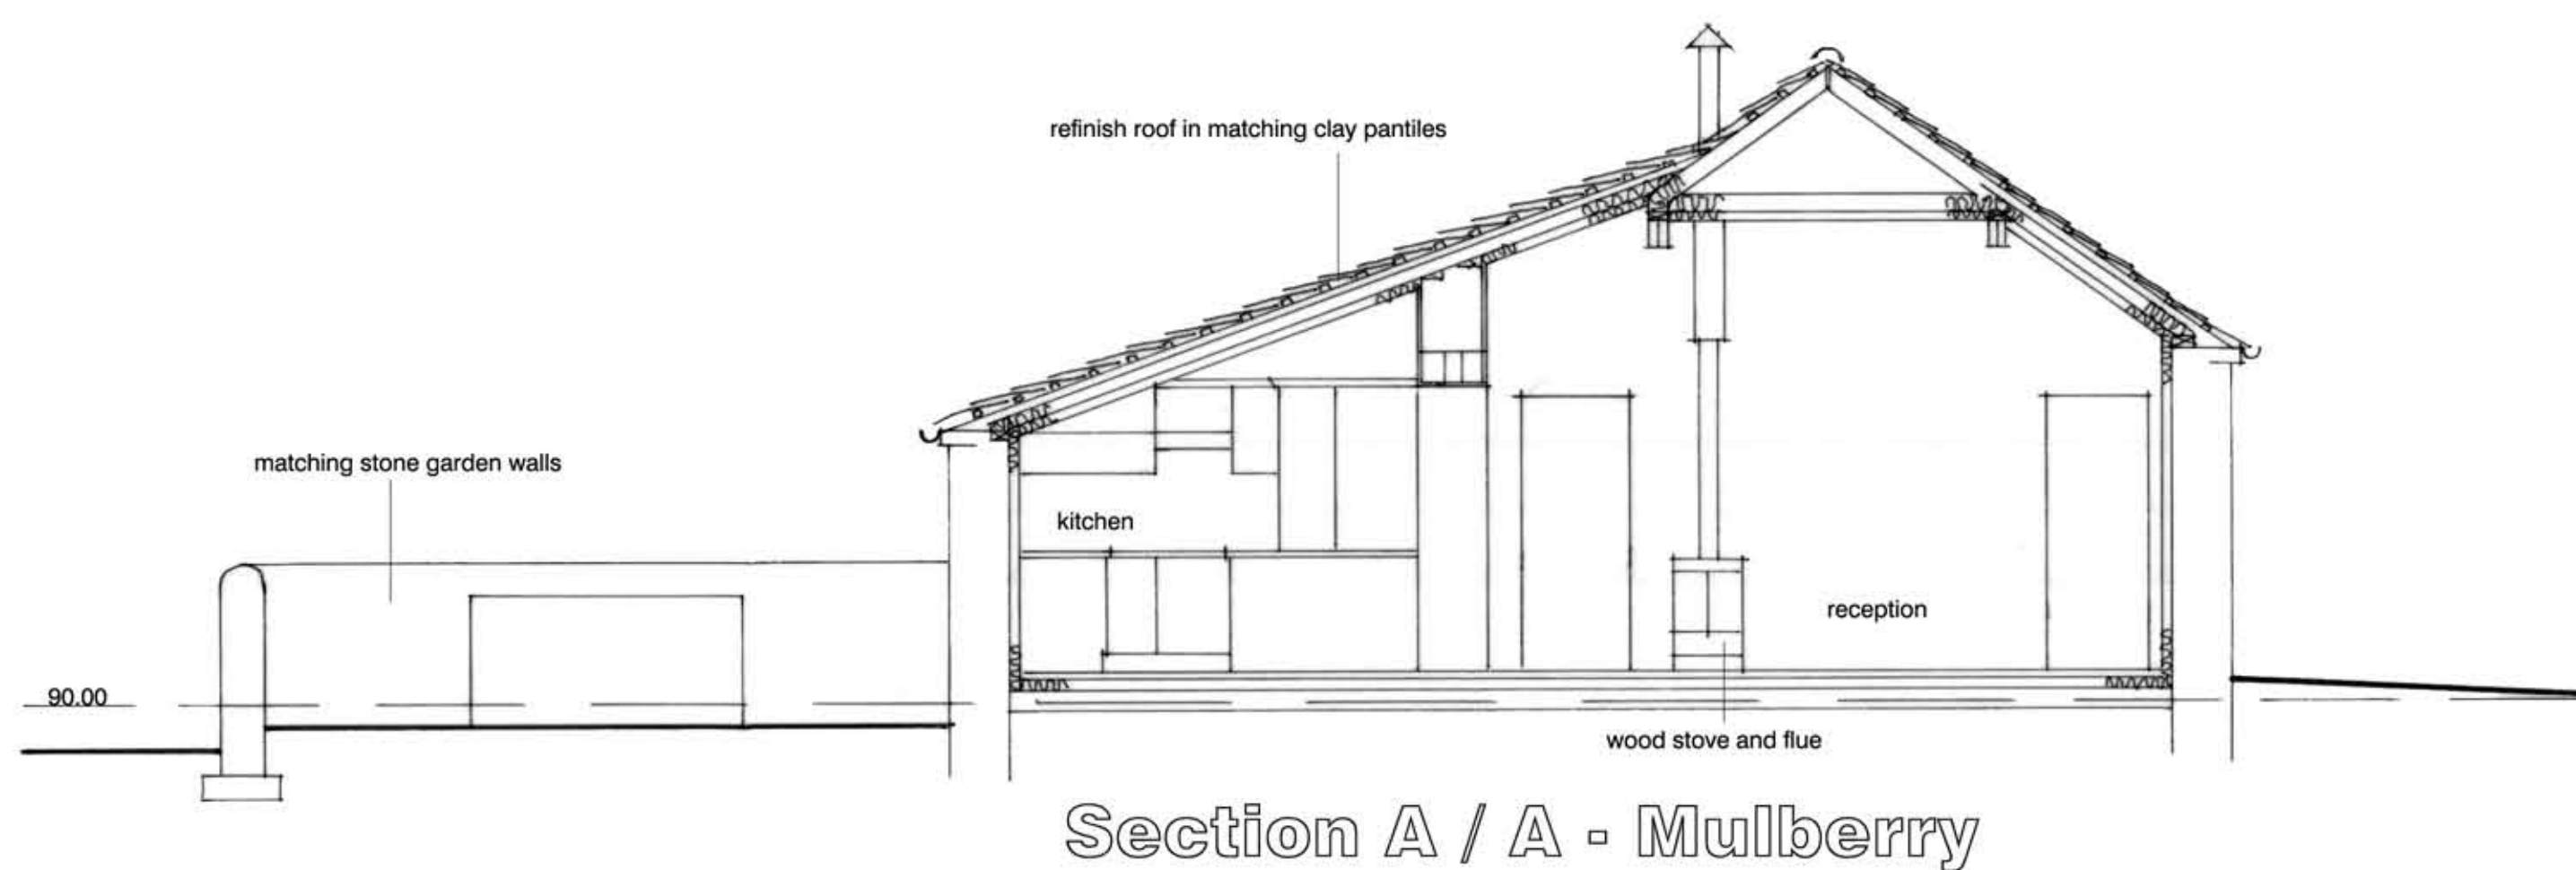 refinish roof in matching clay pantiles
matching stone garden walls
kitchen
reception
90.00
wood stove and flue
Section A / A - Mulberry